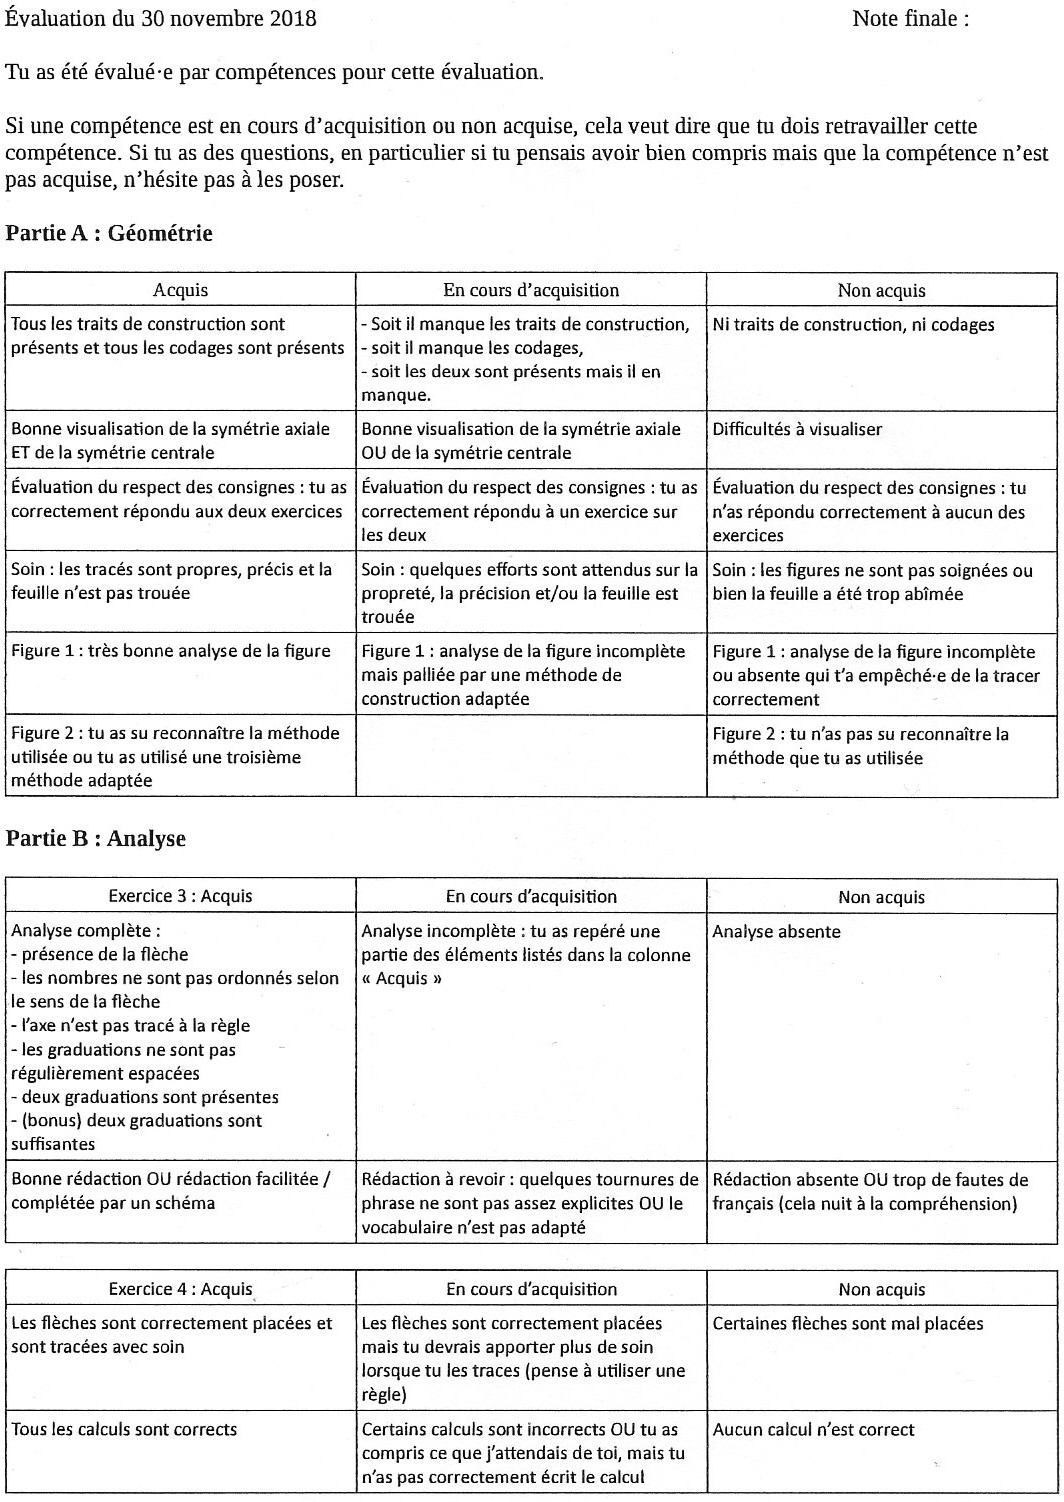 Évaluation du 30 novembre 2018 Note finale :
Tu as été évalué·e par compétences pour cette évaluation.
Si une compétence est en cours d'acquisition ou non acquise, cela veut dire que tu dois retravailler cette
compétence. Si tu as des questions, en particulier si tu pensais avoir bien compris mais que la compétence n'est
pas acquise, n'hésite pas à les poser.
Partie A : Géométrie
Acquis
En cours d'acquisition
Non acquis
Tous les traits de construction sont
présents et tous les codages sont présents
- Soit il manque les traits de construction,
- soit il manque les codages,
- soit les deux sont présents mais il en
manque.
Ni traits de construction, ni codages
Bonne visualisation de la symétrie axiale
ET de la symétrie centrale
Bonne visualisation de la symétrie axiale
OU de la symétrie centrale
Difficultés à visualiser
Évaluation du respect des consignes : tu as
correctement répondu aux deux exercices
Évaluation du respect des consignes : tu as
correctement répondu à un exercice sur
les deux
Évaluation du respect des consignes : tu
n'as répondu correctement à aucun des
exercices
Soin : les tracés sont propres, précis et la
feuille n'est pas trouée
Soin : quelques efforts sont attendus sur la
propreté, la précision et/ou la feuille est
trouée
Soin : les figures ne sont pas soignées ou
bien la feuille a été trop abîmée
Figure 1 : très bonne analyse de la figure
Figure 1 : analyse de la figure incomplète
mais palliée par une méthode de
construction adaptée
Figure 1 : analyse de la figure incomplète
ou absente qui t'a empêché·e de la tracer
correctement
Figure 2 : tu as su reconnaître la méthode
utilisée ou tu as utilisé une troisième
méthode adaptée
Figure 2 : tu n'as pas su reconnaître la
méthode que tu as utilisée
Partie B : Analyse
Exercice 3 : Acquis
En cours d'acquisition
Non acquis
Analyse complète :
- présence de la flèche
- les nombres ne sont pas ordonnés selon
le sens de la flèche
- l'axe n'est pas tracé à la règle
- les graduations ne sont pas
régulièrement espacées
- deux graduations sont présentes
- (bonus) deux graduations sont
suffisantes
Analyse incomplète : tu as repéré une
partie des éléments listés dans la colonne
« Acquis »
Analyse absente
Bonne rédaction OU rédaction facilitée /
complétée par un schéma
Rédaction à revoir : quelques tournures de
phrase ne sont pas assez explicites OU le
vocabulaire n'est pas adapté
Rédaction absente OU trop de fautes de
français (cela nuit à la compréhension)
Exercice 4 : Acquis
En cours d'acquisition
Non acquis
Les flèches sont correctement placées et
sont tracées avec soin
Les flèches sont correctement placées
mais tu devrais apporter plus de soin
lorsque tu les traces (pense à utiliser une
règle)
Certaines flèches sont mal placées
Tous les calculs sont corrects
Certains calculs sont incorrects OU tu as
compris ce que j'attendais de toi, mais tu
n'as pas correctement écrit le calcul
Aucun calcul n'est correct